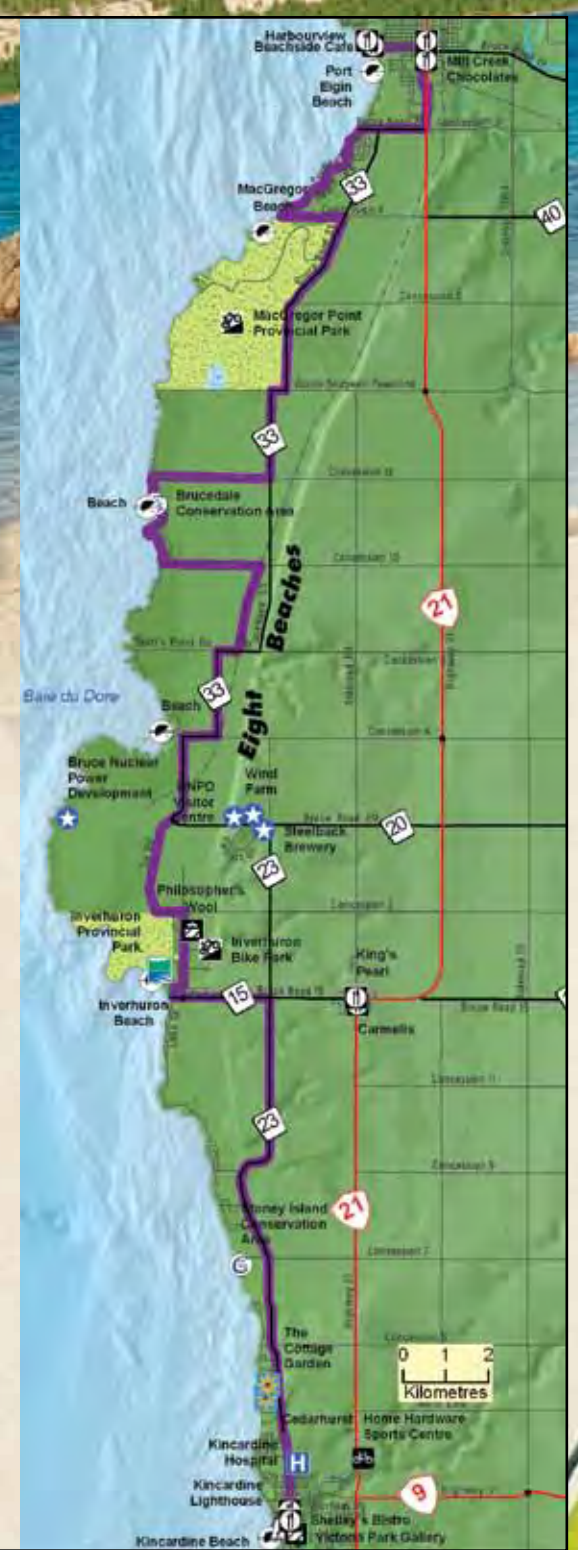 Harbourview
Beachside Cafe
Mill Creek
Chocolates
Port
Elgin
Beach
33
MacGregor
Beach
40
MacGregor Point
Provincial Park
33
Beach
Brucedale
Conservation Area
21
Eight Beaches
33
Baie du Dore
Beach
Bruce Nuclear
Power
Development
Visitor
Centre
Wind
Farm
Steelback
Brewery
20
23
Philosopher's
Wool
Inverhuron
Provincial
Park
Inverhuron
Bike Park
King's
Pearl
15
Inverhuron
Beach
Carmelis
23
21
Stoney Island
Conservation
Area
G
The
Cottage
Garden
0 1 2
Kilometres
Cedarhurst
Home Hardware
Sports Centre
Kincardine
Hospital
H
9
Kincardine
Lighthouse
Shelley's Bistro
Victoria Park Gallery
Kincardine Beach